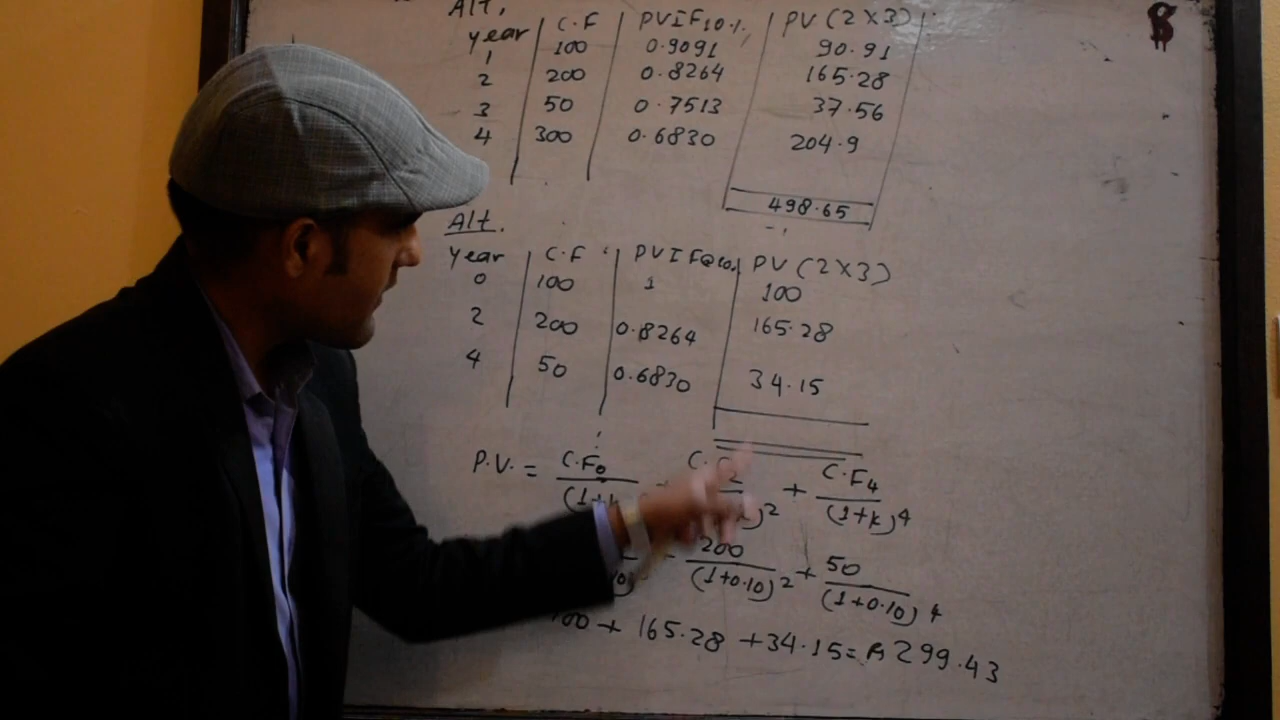 Alt, B
year C.F PVIF10% PV (2×3)
1 100 0.9091 90.91
2 200 0.8264 165.28
3 50 0.7513 37.56
4 300 0.6830 204.9
498.65
Alt.
year C.F PVIF@10% PV (2×3)
0 100 1 100
2 200 0.8264 165.28
4 50 0.6830 34.15
P.V. = C.F0 / (1+k + C.F2 / )2 + C.F4 / (1+k)4
200 / (1+0.10)2 + 50 / (1+0.10)4
100 + 165.28 + 34.15 = 299.43